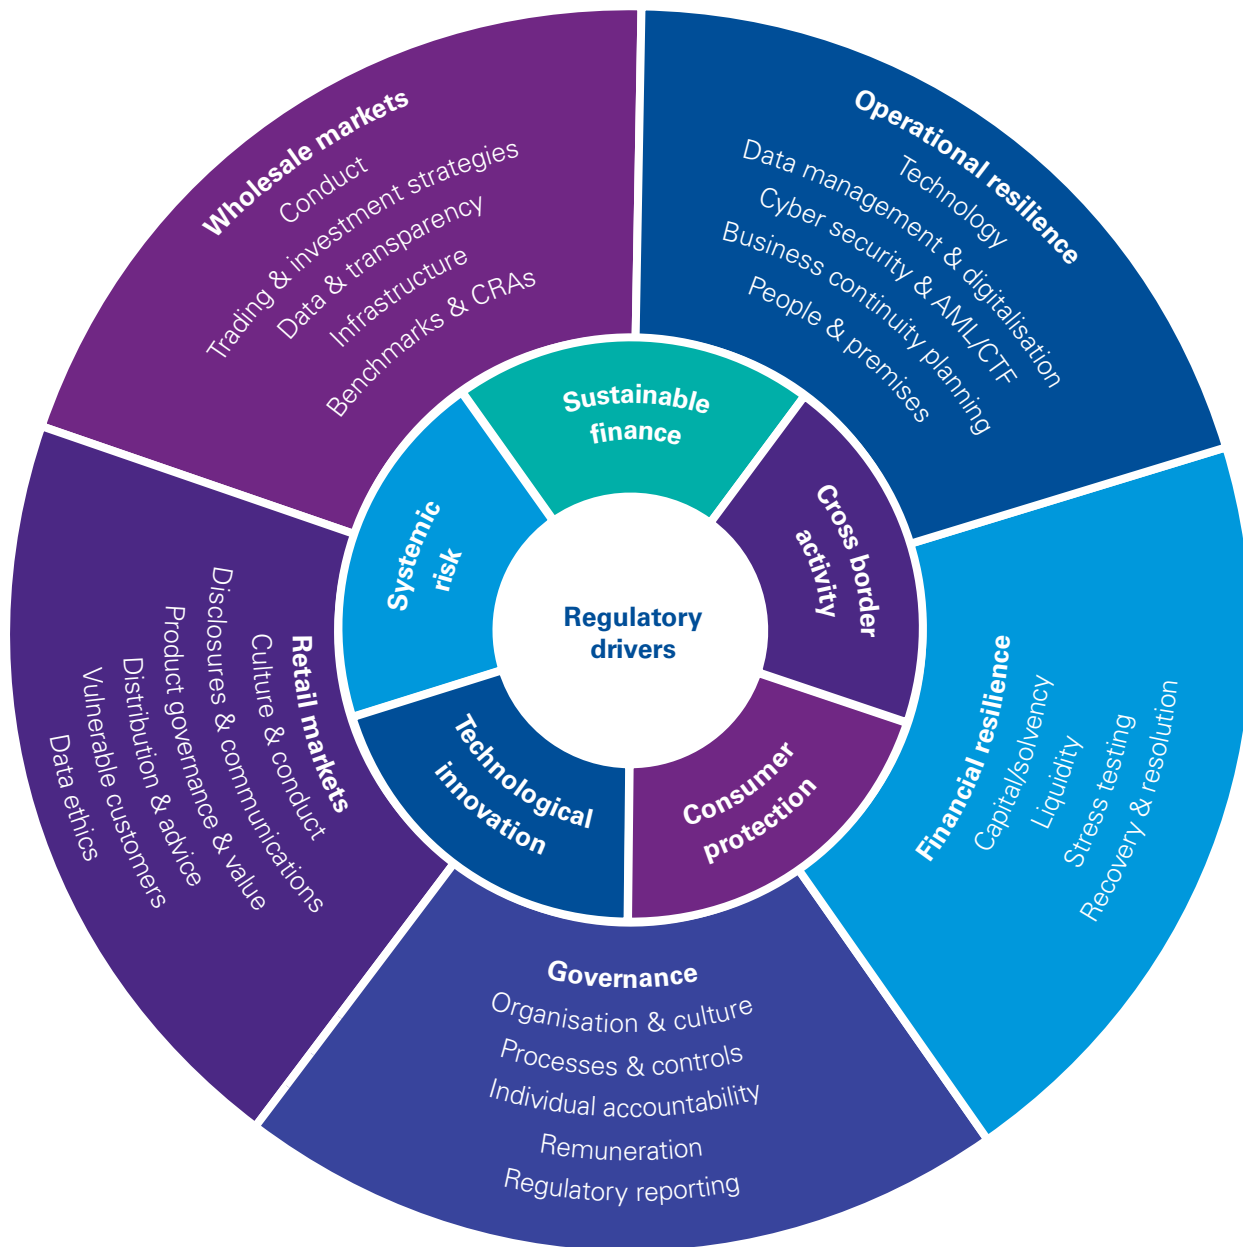 Regulatory
drivers
Sustainable
finance
Cross border
activity
Consumer
protection
Technological
innovation
Systemic
risk
Operational resilience
Technology
Data management & digitalisation
Cyber security & AML/CTF
Business continuity planning
People & premises
Financial resilience
Capital/solvency
Liquidity
Stress testing
Recovery & resolution
Governance
Organisation & culture
Processes & controls
Individual accountability
Remuneration
Regulatory reporting
Retail markets
Culture & conduct
Disclosures & communications
Product governance & value
Distribution & advice
Vulnerable customers
Data ethics
Wholesale markets
Conduct
Trading & investment strategies
Data & transparency
Infrastructure
Benchmarks & CRAs